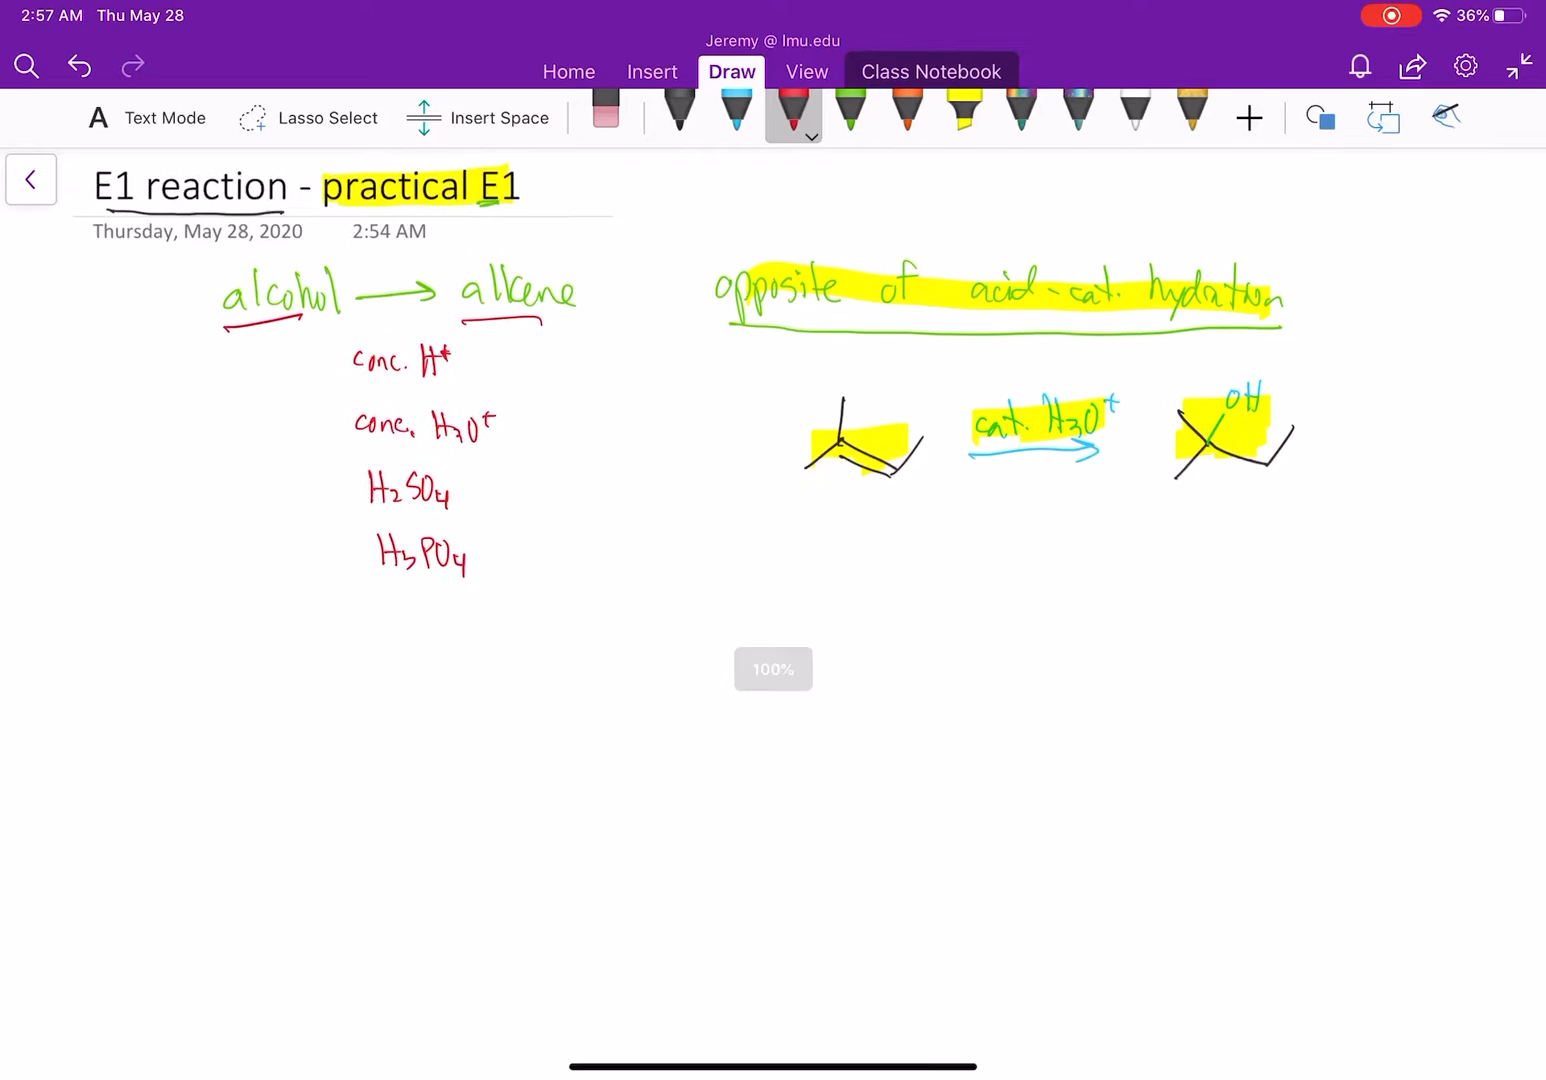 2:57 AM Thu May 28
36%
Jeremy @ lmu.edu
Home Insert Draw View Class Notebook
A Text Mode Lasso Select Insert Space
E1 reaction - practical E1
Thursday, May 28, 2020 2:54 AM
alcohol → alkene
opposite of acid-cat. hydration
conc. H⁺
conc. H₃O⁺
cat. H₃O⁺
OH
H₂SO₄
H₃PO₄
100%